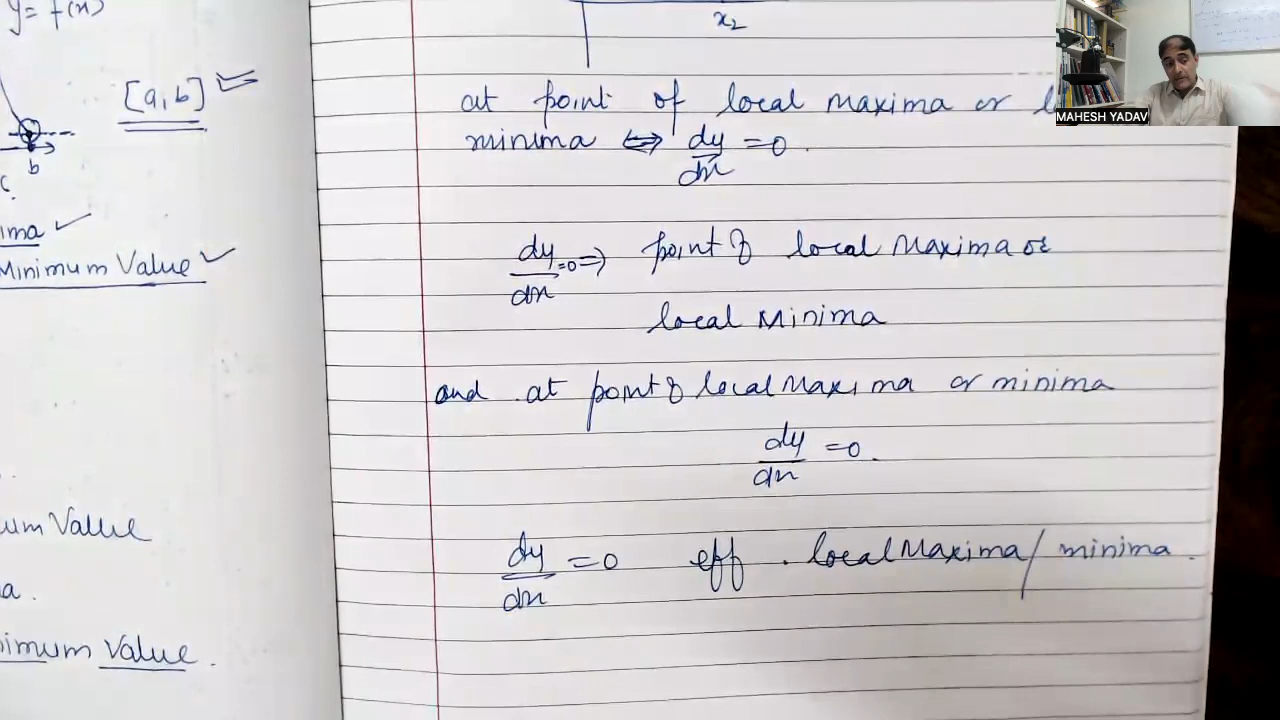 y= f(x)
[a,b]
b
c
ima
Minimum Value
um Value
a.
nimum Value.
x2
at point of local maxima or l
minima ⇔ dy/dx =0.
dy/dx =0 ⇒ point of local Maxima or
local Minima
and at point of local Maxima or minima
dy/dx =0.
dy/dx =0 eff . local Maxima/ minima.
MAHESH YADAV